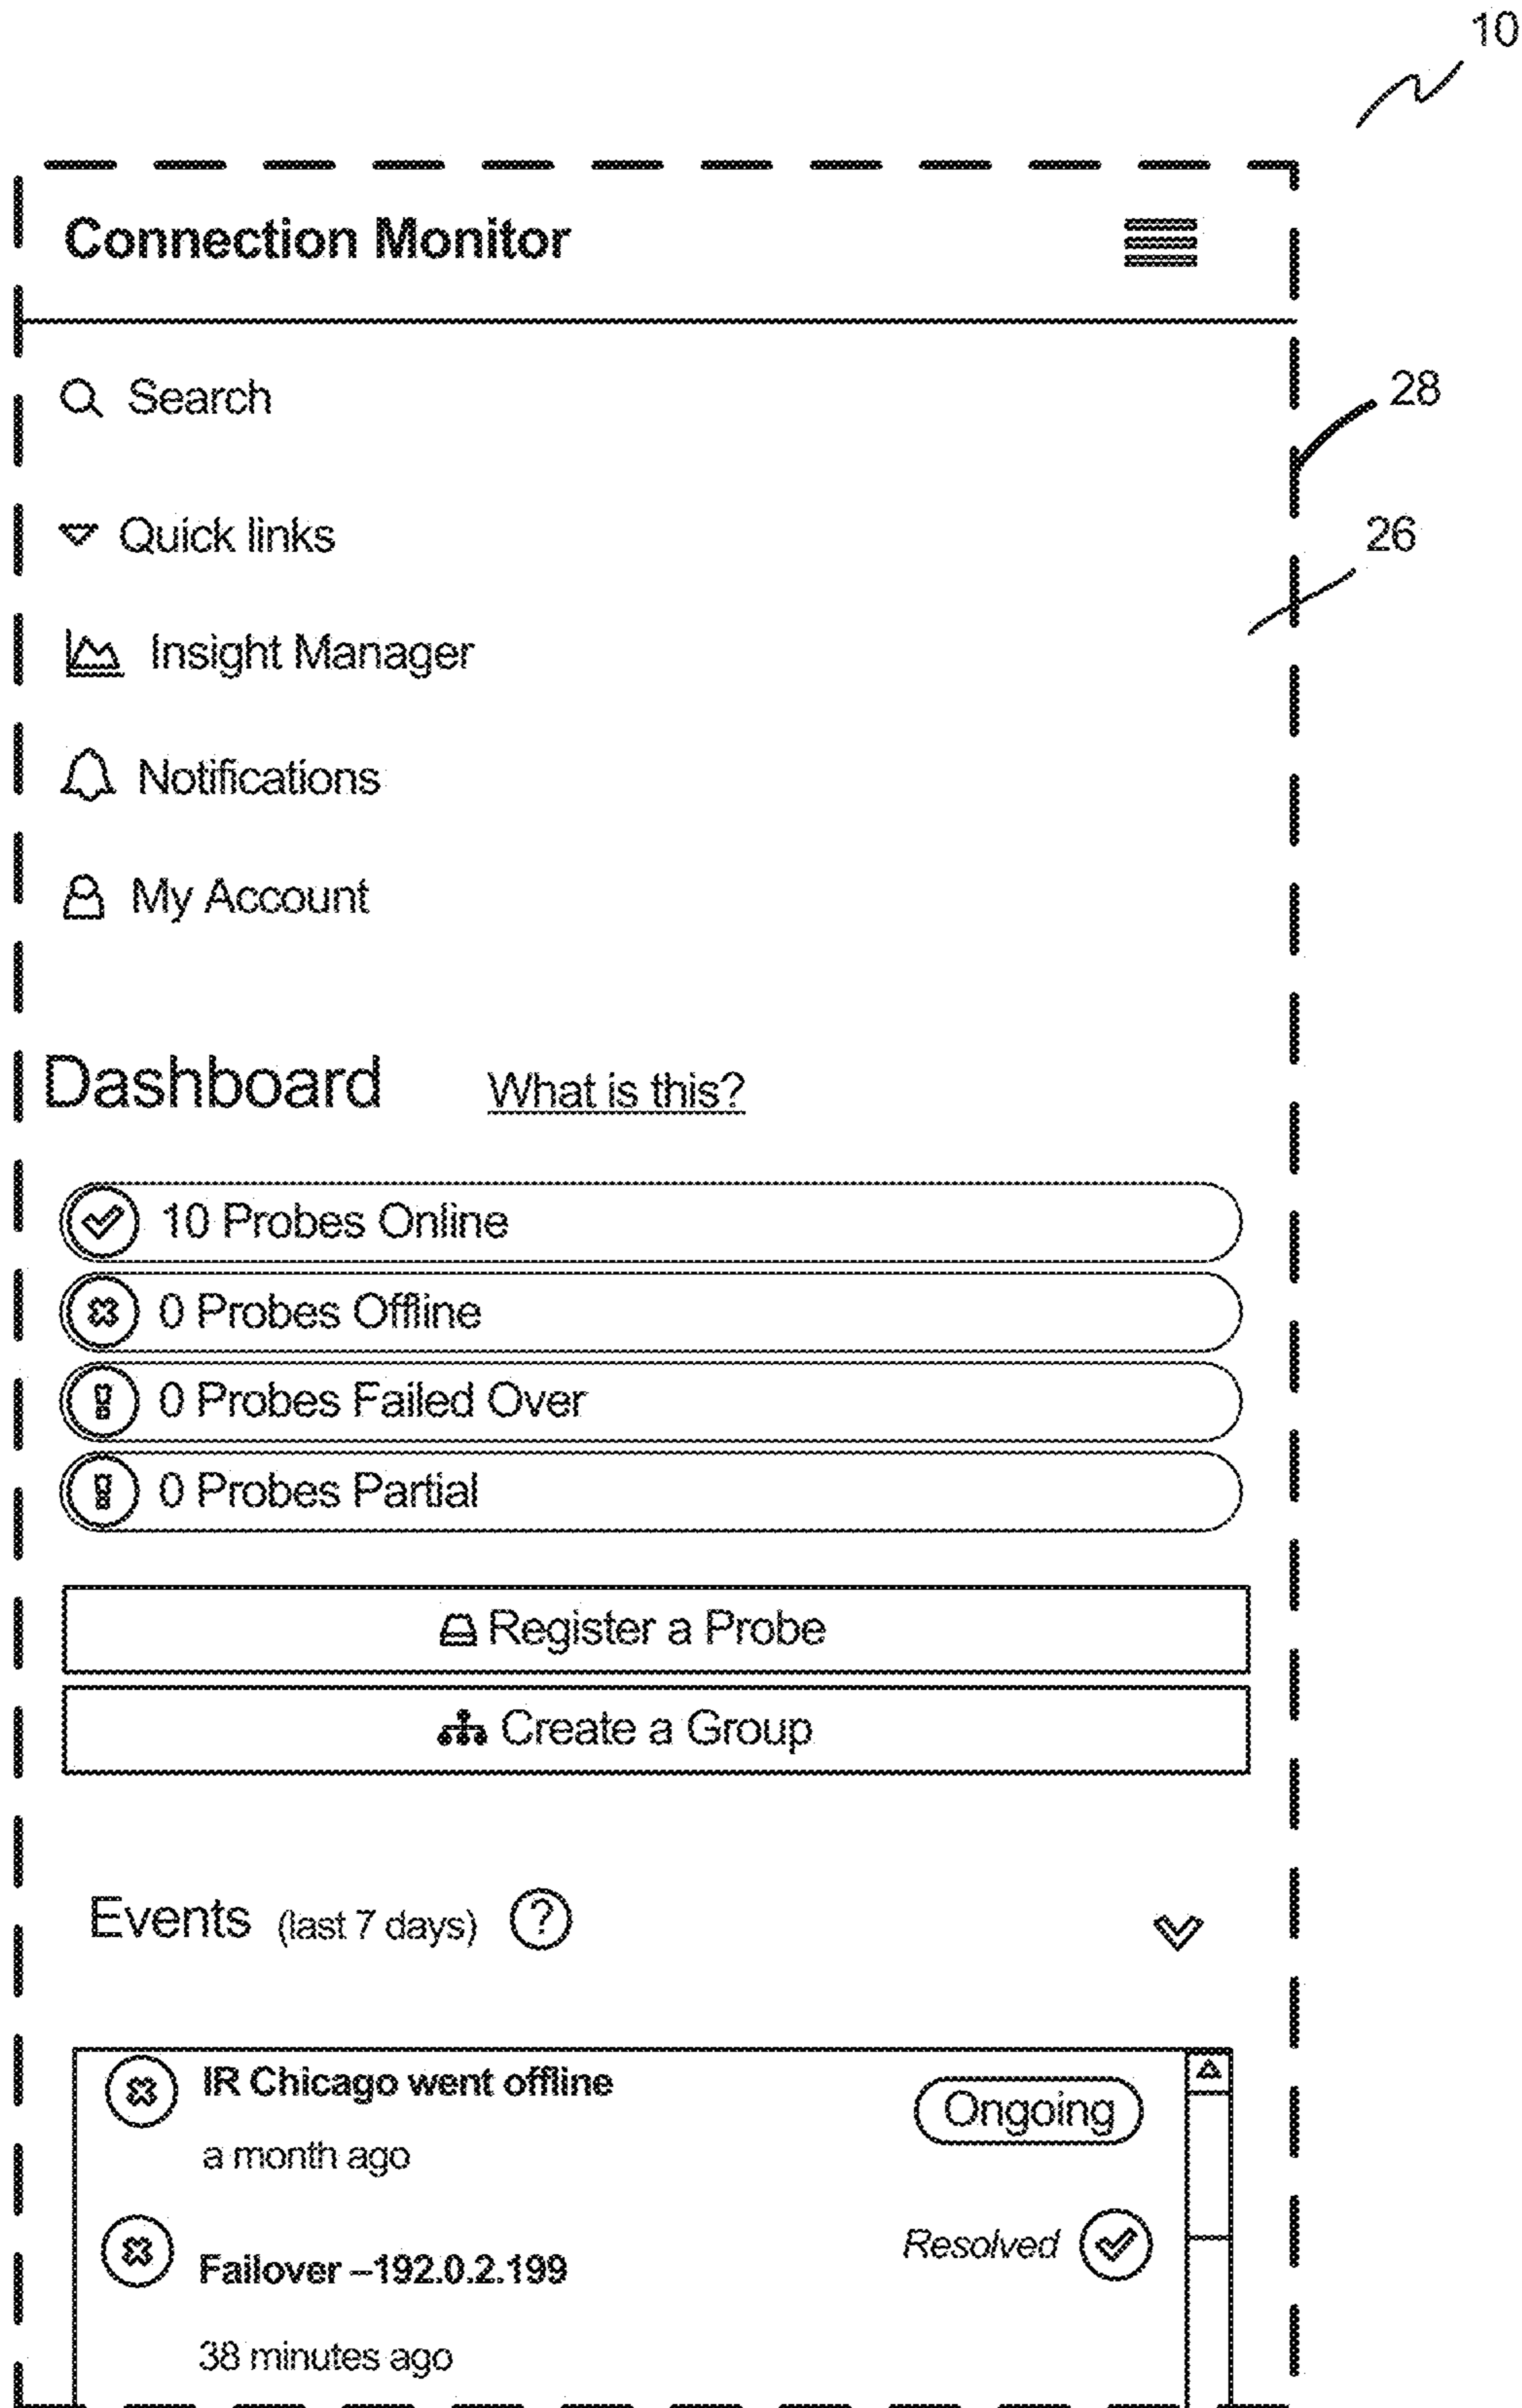 10
Connection Monitor
Search
28
Quick links
26
Insight Manager
Notifications
My Account
Dashboard What is this?
10 Probes Online
0 Probes Offline
0 Probes Failed Over
0 Probes Partial
Register a Probe
Create a Group
Events (last 7 days) ?
IR Chicago went offline
Ongoing
a month ago
Resolved
Failover –192.0.2.199
38 minutes ago